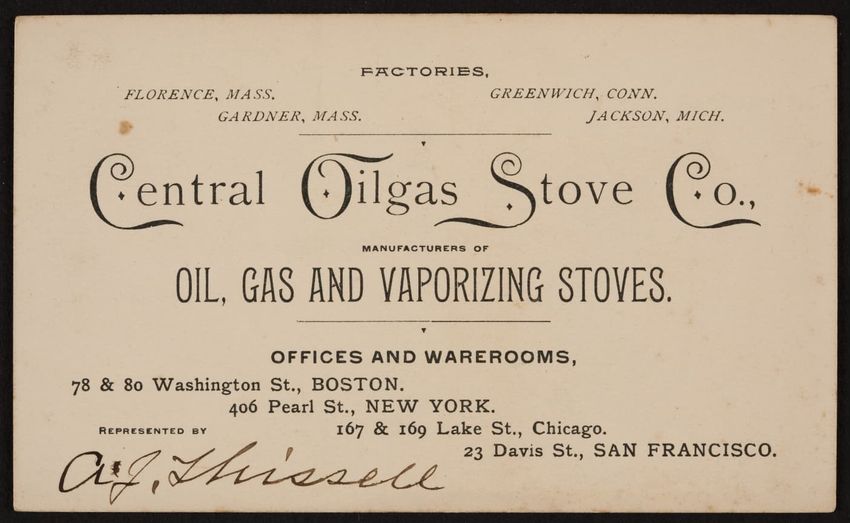 FACTORIES,
FLORENCE, MASS. GREENWICH, CONN.
GARDNER, MASS. JACKSON, MICH.
Central Oilgas Stove Co.,
MANUFACTURERS OF
OIL, GAS AND VAPORIZING STOVES.
OFFICES AND WAREROOMS,
78 & 80 Washington St., BOSTON.
406 Pearl St., NEW YORK.
REPRESENTED BY 167 & 169 Lake St., Chicago.
23 Davis St., SAN FRANCISCO.
A. J. Thissell